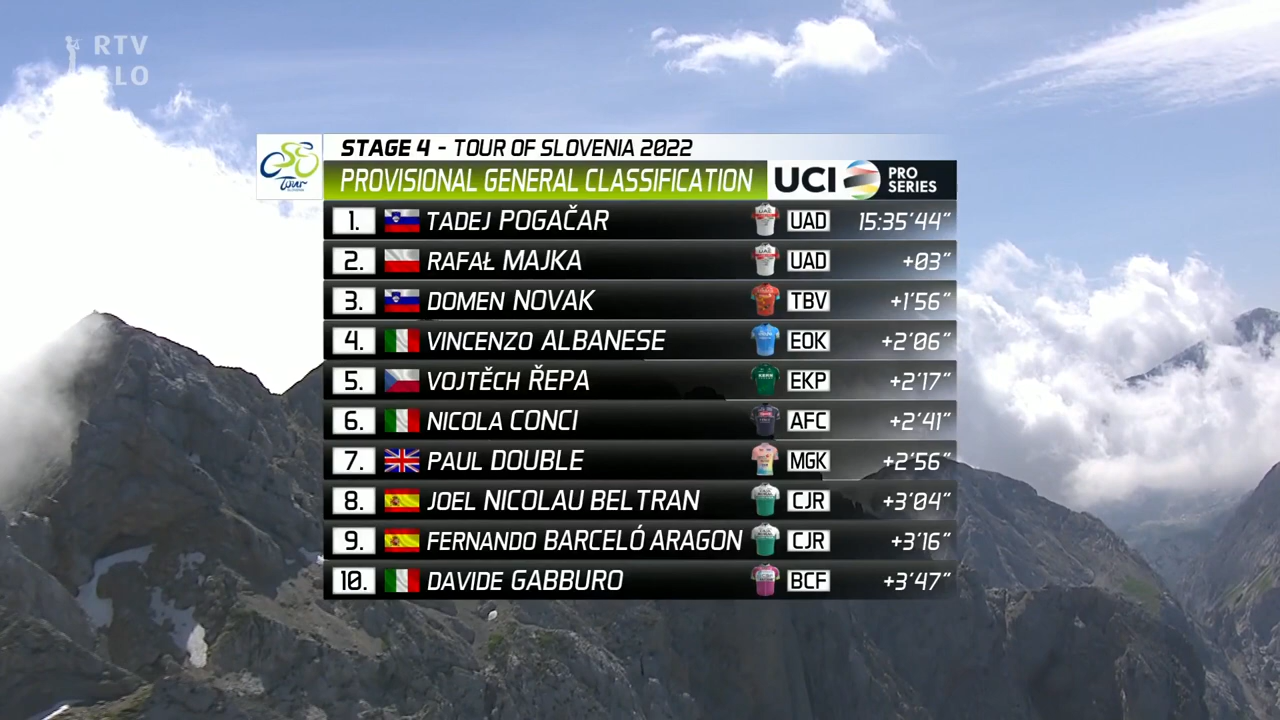 RTV
SLO
STAGE 4 - TOUR OF SLOVENIA 2022
PROVISIONAL GENERAL CLASSIFICATION
UCI PRO SERIES
Tour
1. TADEJ POGAČAR UAD 15:35'44"
2. RAFAŁ MAJKA UAD +03"
3. DOMEN NOVAK TBV +1'56"
4. VINCENZO ALBANESE EOK +2'06"
5. VOJTĚCH ŘEPA EKP +2'17"
6. NICOLA CONCI AFC +2'41"
7. PAUL DOUBLE MGK +2'56"
8. JOEL NICOLAU BELTRAN CJR +3'04"
9. FERNANDO BARCELÓ ARAGON CJR +3'16"
10. DAVIDE GABBURO BCF +3'47"